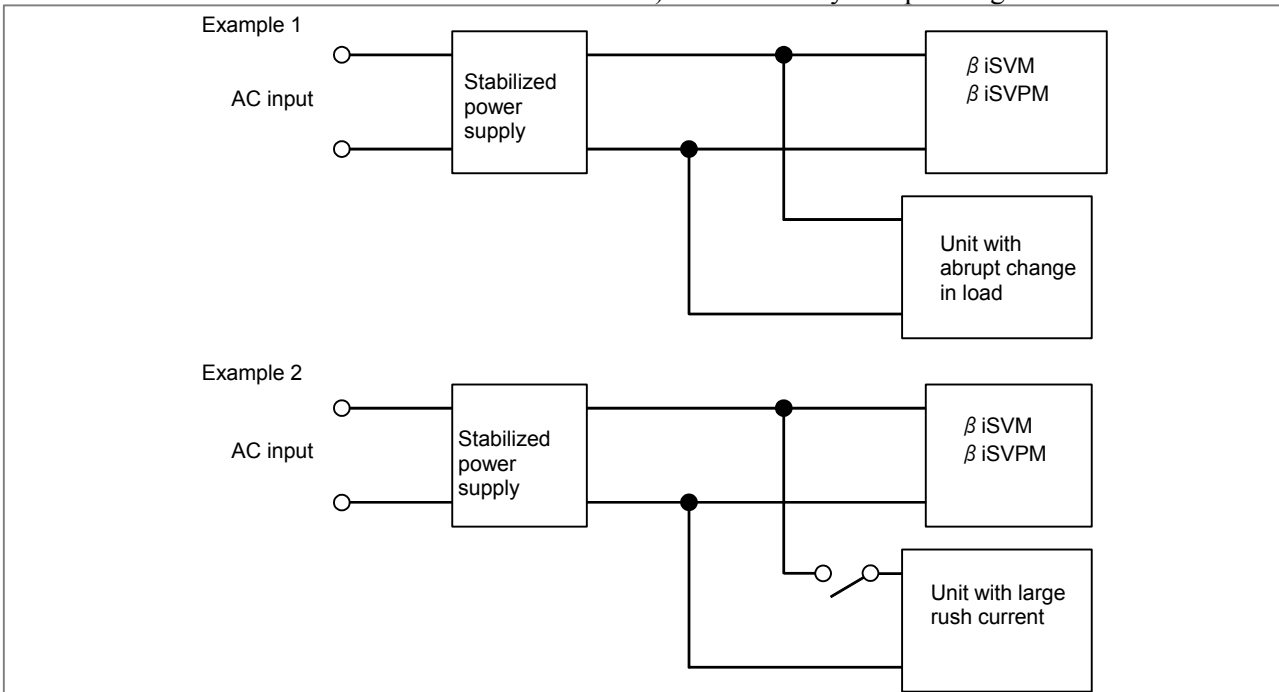 Example 1
AC input
Stabilized
power
supply
β iSVM
β iSVPM
Unit with
abrupt change
in load
Example 2
AC input
Stabilized
power
supply
β iSVM
β iSVPM
Unit with large
rush current